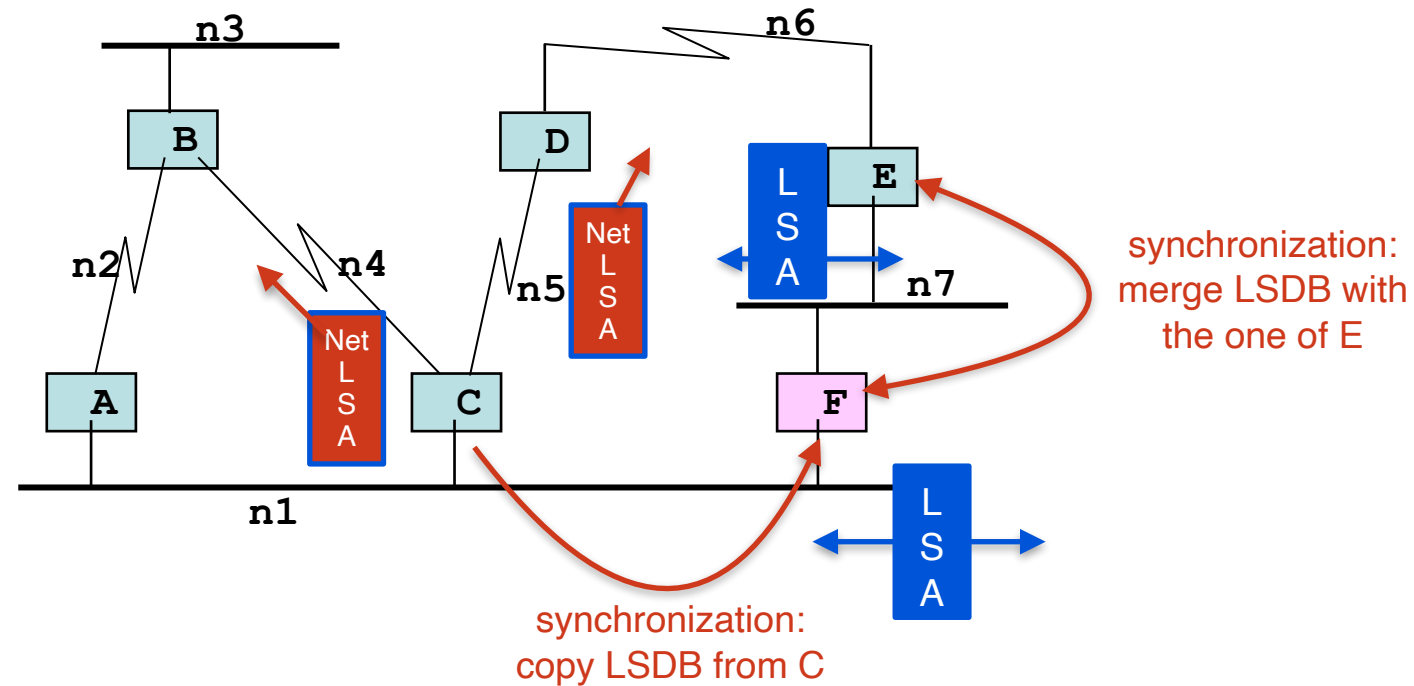 n3
n6
B
D
L
S
A
E
Net
L
S
A
synchronization:
merge LSDB with
the one of E
n2
n4
n5
n7
Net
L
S
A
A
C
F
n1
L
S
A
synchronization:
copy LSDB from C